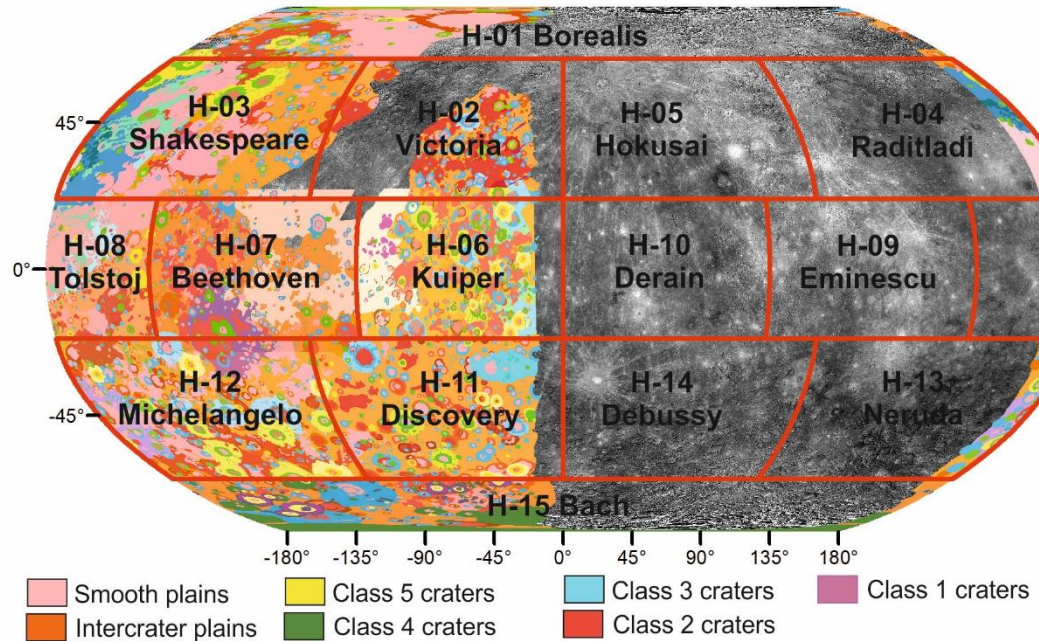 H-01 Borealis
H-03
Shakespeare
H-02
Victoria
H-05
Hokusai
H-04
Raditladi
45°
H-08
Tolstoj
H-07
Beethoven
H-06
Kuiper
H-10
Derain
H-09
Eminescu
0°
H-12
Michelangelo
H-11
Discovery
H-14
Debussy
H-13
Neruda
-45°
H-15 Bach
-180° -135° -90° -45° 0° 45° 90° 135° 180°
Smooth plains Class 5 craters Class 3 craters Class 1 craters
Intercrater plains Class 4 craters Class 2 craters